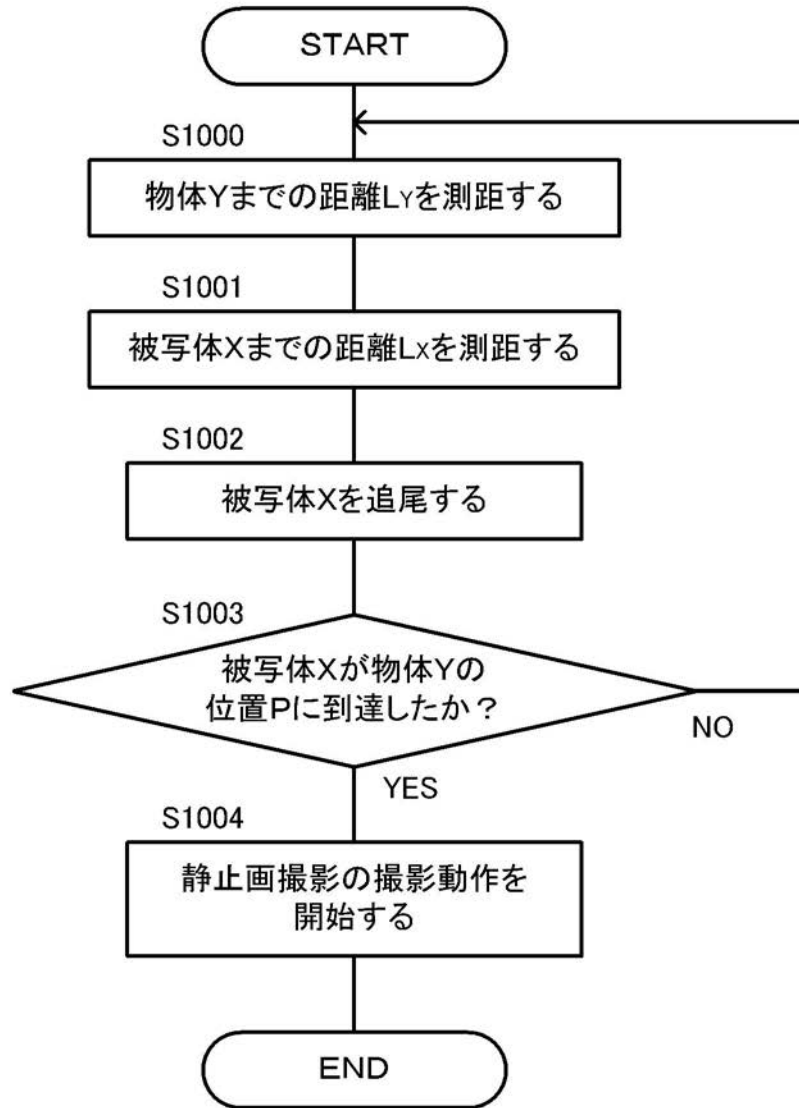 START
S1000
物体Yまでの距離LYを測距する
S1001
被写体Xまでの距離LXを測距する
S1002
被写体Xを追尾する
S1003
被写体Xが物体Yの
位置Pに到達したか？
NO
YES
S1004
静止画撮影の撮影動作を
開始する
END